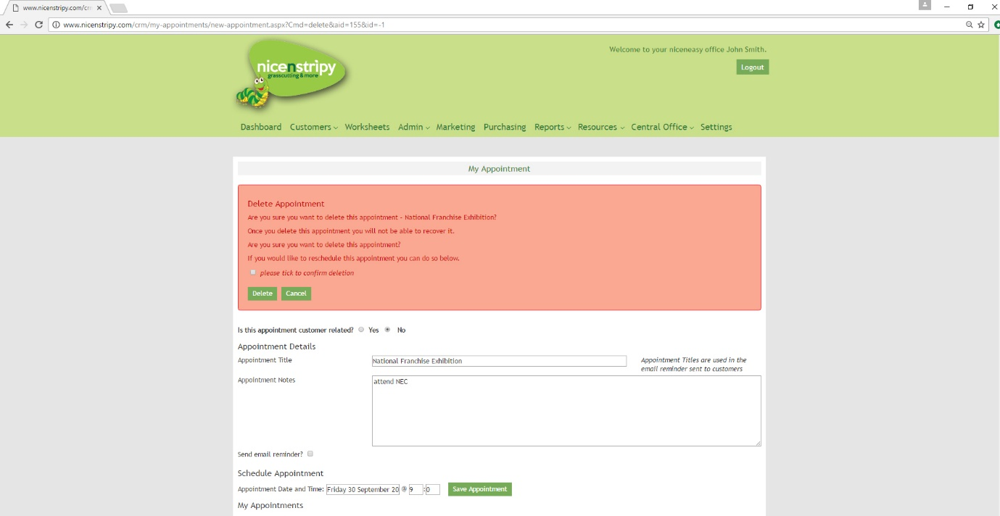 www.nicenstripy.com/crm
www.nicenstripy.com/crm/my-appointments/new-appointment.aspx?Cmd=delete&aid=155&id=-1
nicenstripy
grasscutting & more
Welcome to your niceneasy office John Smith.
Logout
Dashboard Customers Worksheets Admin Marketing Purchasing Reports Resources Central Office Settings
My Appointment
Delete Appointment
Are you sure you want to delete this appointment - National Franchise Exhibition?
Once you delete this appointment you will not be able to recover it.
Are you sure you want to delete this appointment?
If you would like to reschedule this appointment you can do so below.
please tick to confirm deletion
Delete Cancel
Is this appointment customer related? Yes No
Appointment Details
Appointment Title National Franchise Exhibition Appointment Titles are used in the
email reminder sent to customers
Appointment Notes attend NEC
Send email reminder?
Schedule Appointment
Appointment Date and Time: Friday 30 September 20 @ 9 :0 Save Appointment
My Appointments